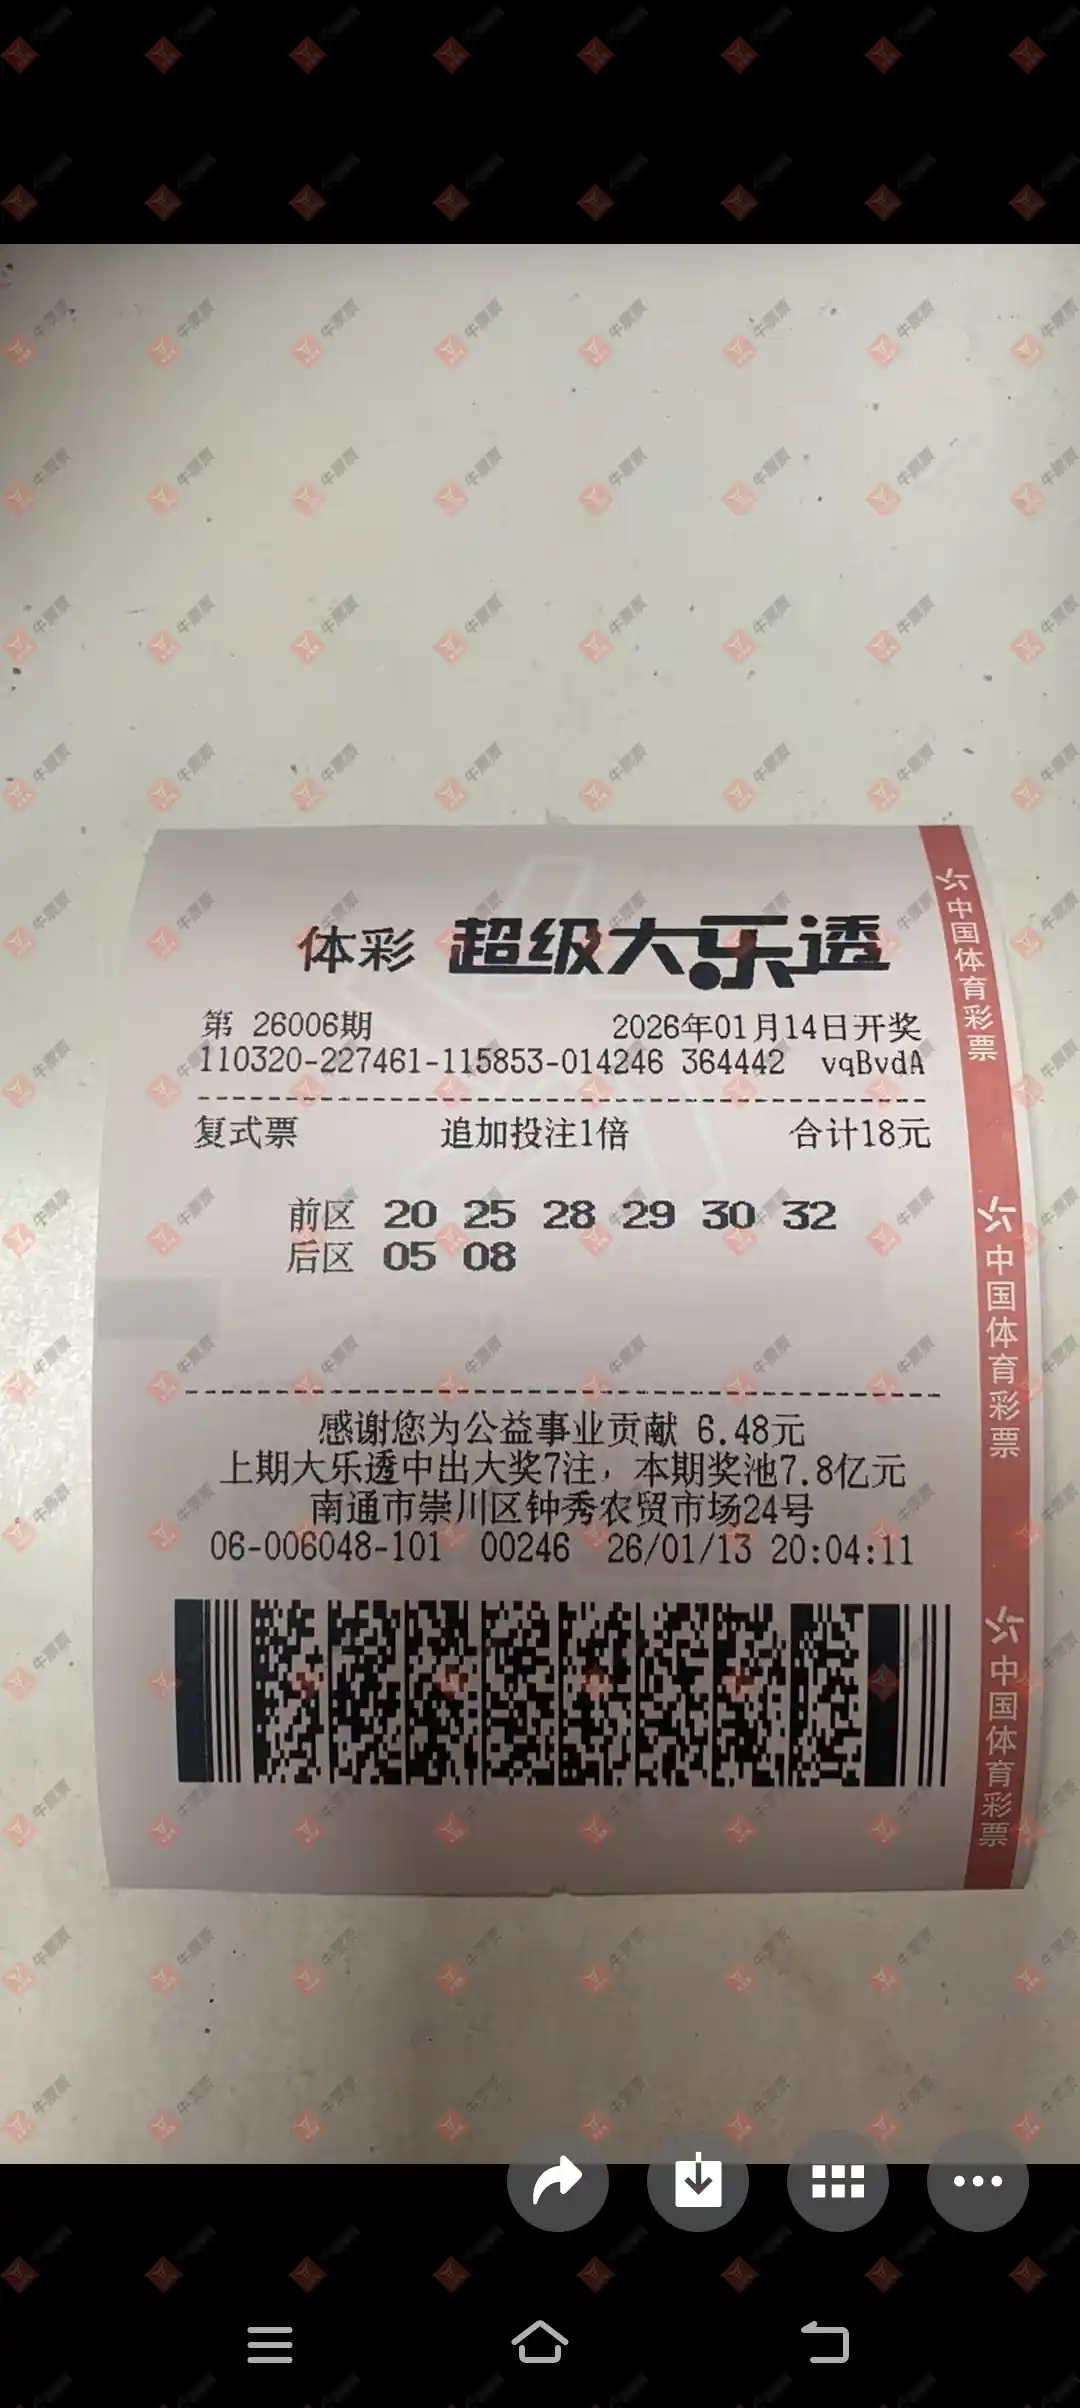 体彩 超级大乐透
第 26006期 2026年01月14日开奖
110320-227461-115853-014246 364442 vqBvdA
复式票 追加投注1倍 合计18元
前区 20 25 28 29 30 32
后区 05 08
感谢您为公益事业贡献 6.48元
上期大乐透中出大奖7注，本期奖池7.8亿元
南通市崇川区钟秀农贸市场24号
06-006048-101 00246 26/01/13 20:04:11
中国体育彩票
中国体育彩票
中国体育彩票
牛票票